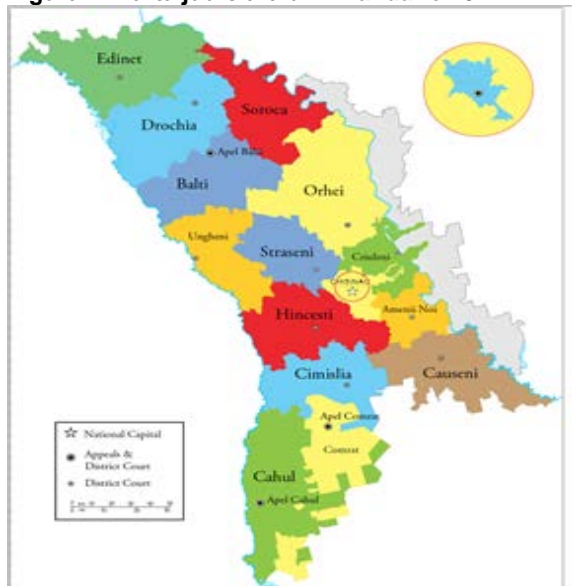 Edinet
Soroca
Drochia
Apel Balti
Balti
Orhei
Ungheni
Straseni
Criuleni
CHISINAU
Hincesti
Anenii Noi
Cimislia
Causeni
Apel Comrat
Comrat
Cahul
Apel Cahul
National Capital
Appeals &
District Court
District Court